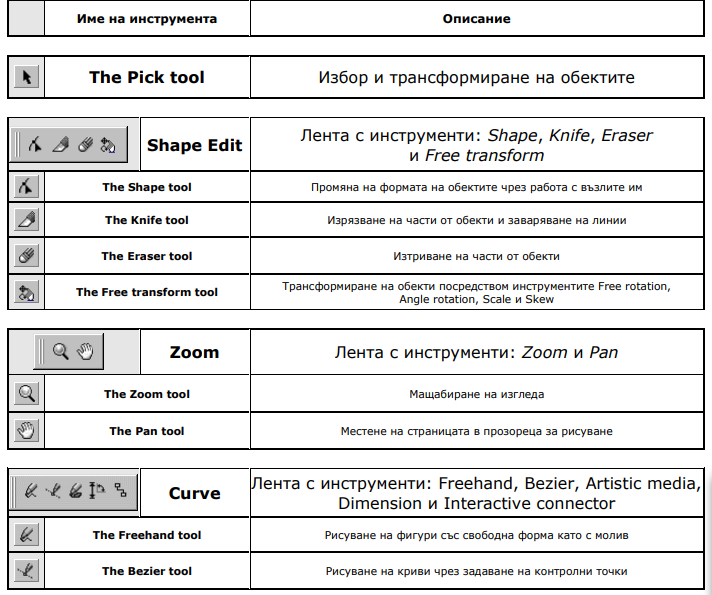 Име на инструмента
Описание
The Pick tool
Избор и трансформиране на обектите
Shape Edit
Лента с инструменти: Shape, Knife, Eraser
и Free transform
The Shape tool
Промяна на формата на обектите чрез работа с възлите им
The Knife tool
Изрязване на части от обекти и заваряване на линии
The Eraser tool
Изтриване на части от обекти
The Free transform tool
Трансформиране на обекти посредством инструментите Free rotation,
Angle rotation, Scale и Skew
Zoom
Лента с инструменти: Zoom и Pan
The Zoom tool
Мащабиране на изгледа
The Pan tool
Местене на страницата в прозореца за рисуване
Curve
Лента с инструменти: Freehand, Bezier, Artistic media,
Dimension и Interactive connector
The Freehand tool
Рисуване на фигури със свободна форма като с молив
The Bezier tool
Рисуване на криви чрез задаване на контролни точки